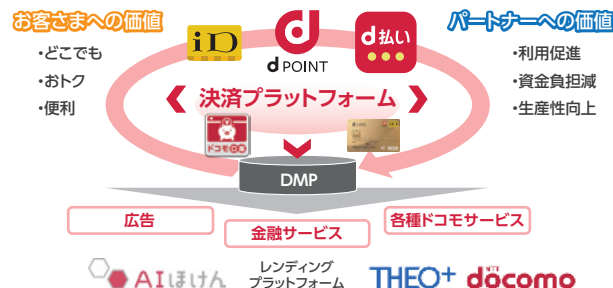 お客さまへの価値
・どこでも
・おトク
・便利
iD
d POINT
d払い
パートナーへの価値
・利用促進
・資金負担減
・生産性向上
決済プラットフォーム
ドコモ口座
DMP
広告
金融サービス
各種ドコモサービス
AIほけん
レンディング
プラットフォーム
THEO+ döcomo